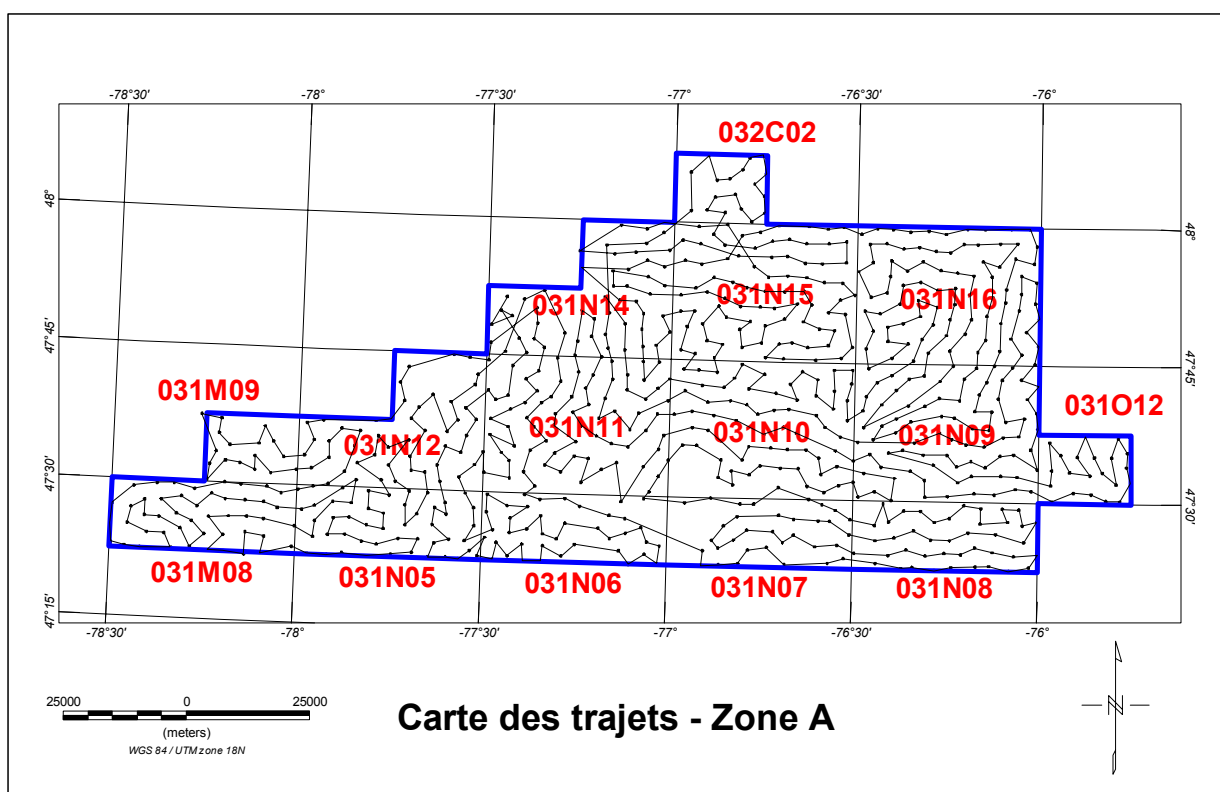 -78°30'
-78°
-77°30'
-77°
-76°30'
-76°
032C02
48°
48°
031N14
031N15
031N16
47°45'
47°45'
031M09
031O12
031N12
031N11
031N10
031N09
47°30'
47°30'
031M08
031N05
031N06
031N07
031N08
47°15'
-78°30'
-78°
-77°30'
-77°
-76°30'
-76°
25000
0
25000
(meters)
WGS 84 / UTM zone 18N
Carte des trajets - Zone A
N